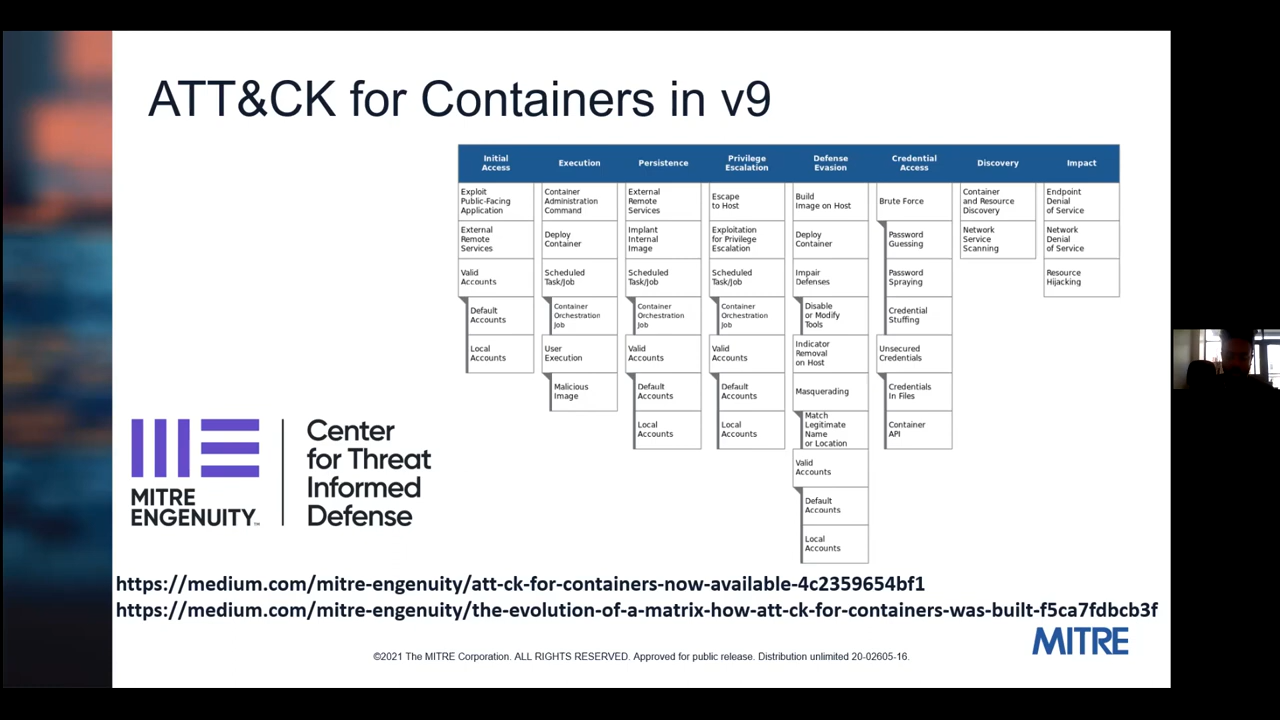 ATT&CK for Containers in v9
Initial
Access
Exploit
Public-Facing
Application
External
Remote
Services
Valid
Accounts
Default
Accounts
Local
Accounts
Execution
Container
Administration
Command
Deploy
Container
Scheduled
Task/Job
Container
Orchestration
Job
User
Execution
Malicious
Image
Persistence
External
Remote
Services
Implant
Internal
Image
Scheduled
Task/Job
Container
Orchestration
Job
Valid
Accounts
Default
Accounts
Local
Accounts
Privilege
Escalation
Escape
to Host
Exploitation
for Privilege
Escalation
Scheduled
Task/Job
Container
Orchestration
Job
Valid
Accounts
Default
Accounts
Local
Accounts
Defense
Evasion
Build
Image on Host
Deploy
Container
Impair
Defenses
Disable
or Modify
Tools
Indicator
Removal
on Host
Masquerading
Match
Legitimate
Name
or Location
Valid
Accounts
Default
Accounts
Local
Accounts
Credential
Access
Brute Force
Password
Guessing
Password
Spraying
Credential
Stuffing
Unsecured
Credentials
Credentials
In Files
Container
API
Discovery
Container
and Resource
Discovery
Network
Service
Scanning
Impact
Endpoint
Denial
of Service
Network
Denial
of Service
Resource
Hijacking
MITRE
ENGENUITY™
Center
for Threat
Informed
Defense
https://medium.com/mitre-engenuity/att-ck-for-containers-now-available-4c2359654bf1
https://medium.com/mitre-engenuity/the-evolution-of-a-matrix-how-att-ck-for-containers-was-built-f5ca7fdbcb3f
MITRE
©2021 The MITRE Corporation. ALL RIGHTS RESERVED. Approved for public release. Distribution unlimited 20-02605-16.